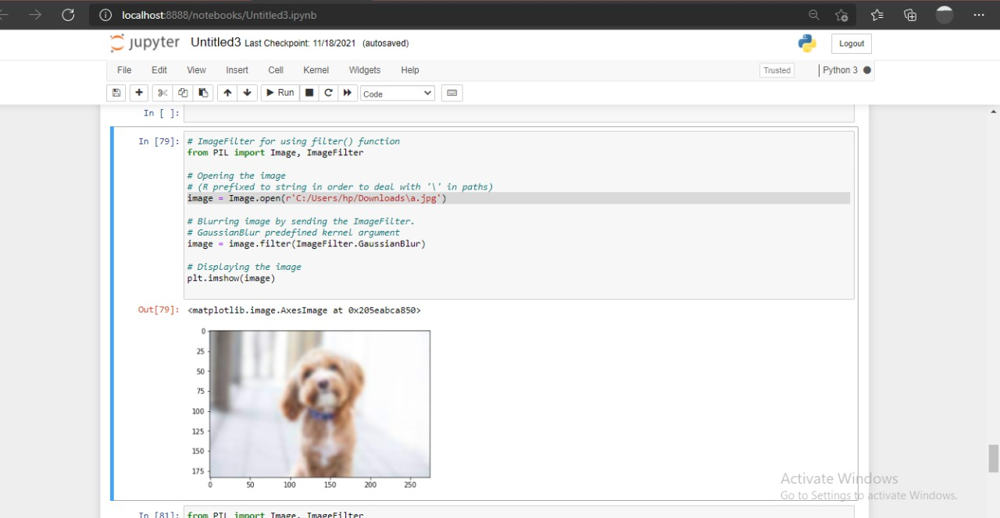 localhost:8888/notebooks/Untitled3.ipynb
jupyter Untitled3 Last Checkpoint: 11/18/2021 (autosaved)
Logout
File Edit View Insert Cell Kernel Widgets Help
Trusted
Python 3
Run
Code
In [ ]:
In [79]: # ImageFilter for using filter() function
from PIL import Image, ImageFilter
# Opening the image
# (R prefixed to string in order to deal with '\' in paths)
image = Image.open(r'C:/Users/hp/Downloads\a.jpg')
# Blurring image by sending the ImageFilter.
# GaussianBlur predefined kernel argument
image = image.filter(ImageFilter.GaussianBlur)
# Displaying the image
plt.imshow(image)
Out[79]: <matplotlib.image.AxesImage at 0x205eabca850>
0
25
50
75
100
125
150
175
0 50 100 150 200 250
Activate Windows
Go to Settings to activate Windows.
In [81]: from PIL import Image, ImageFilter